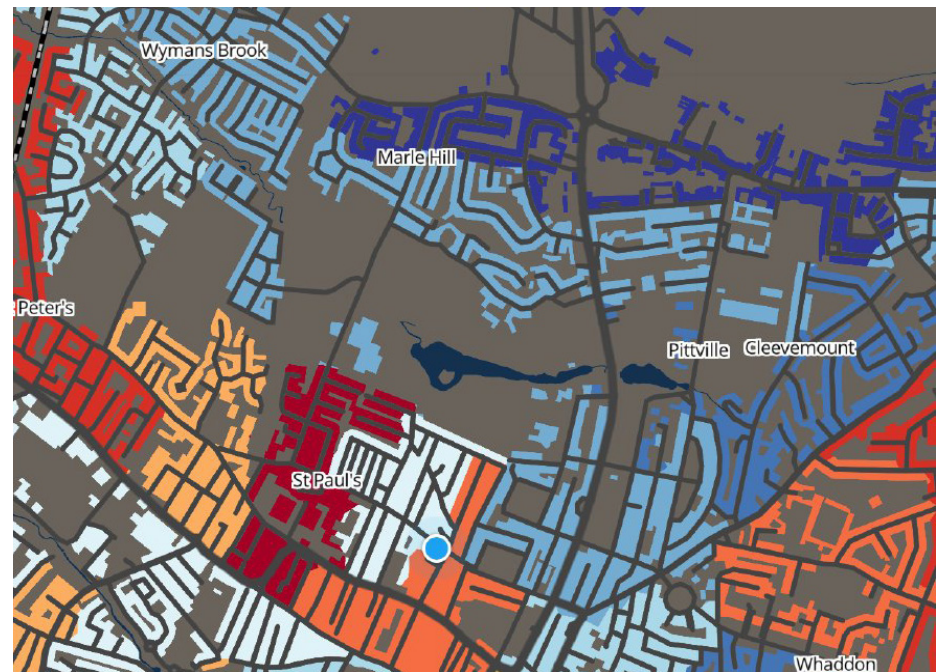 Wymans Brook
Marle Hill
Peter's
Pittville
Cleevemount
St Paul's
Whaddon